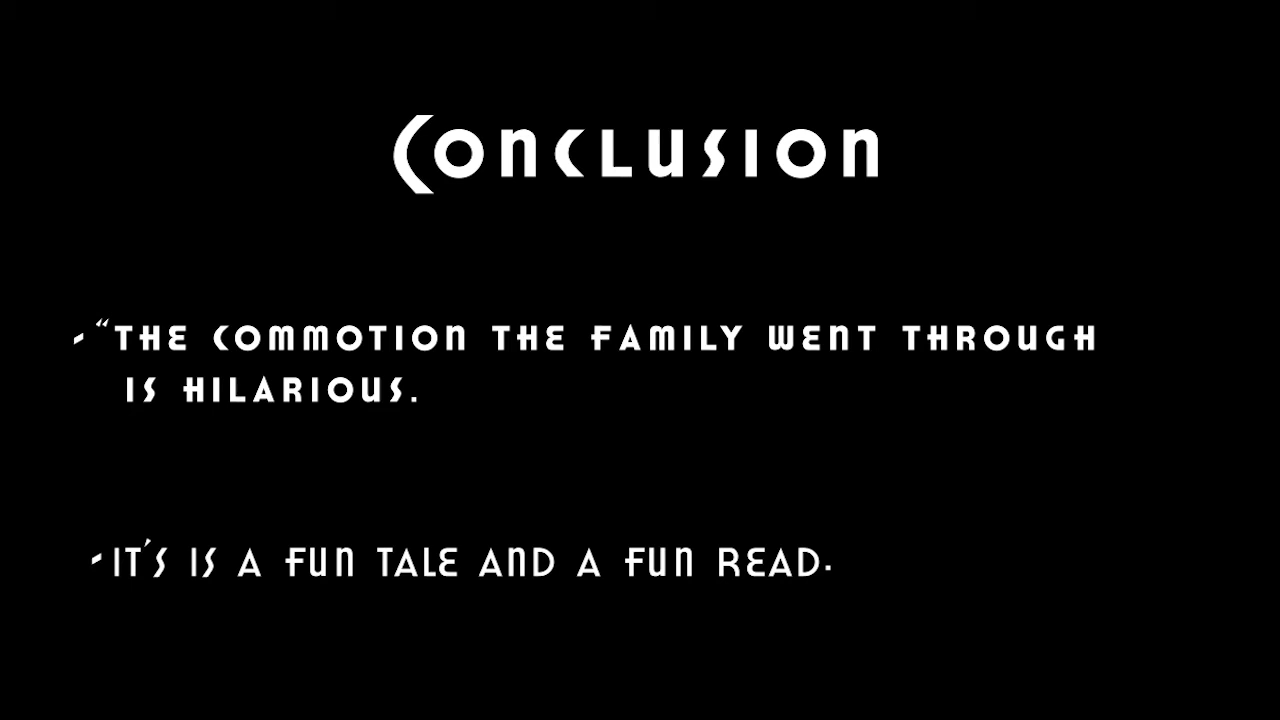 Conclusion
- “The commotion the family went through
is hilarious.
- It's is a fun tale and a fun read.